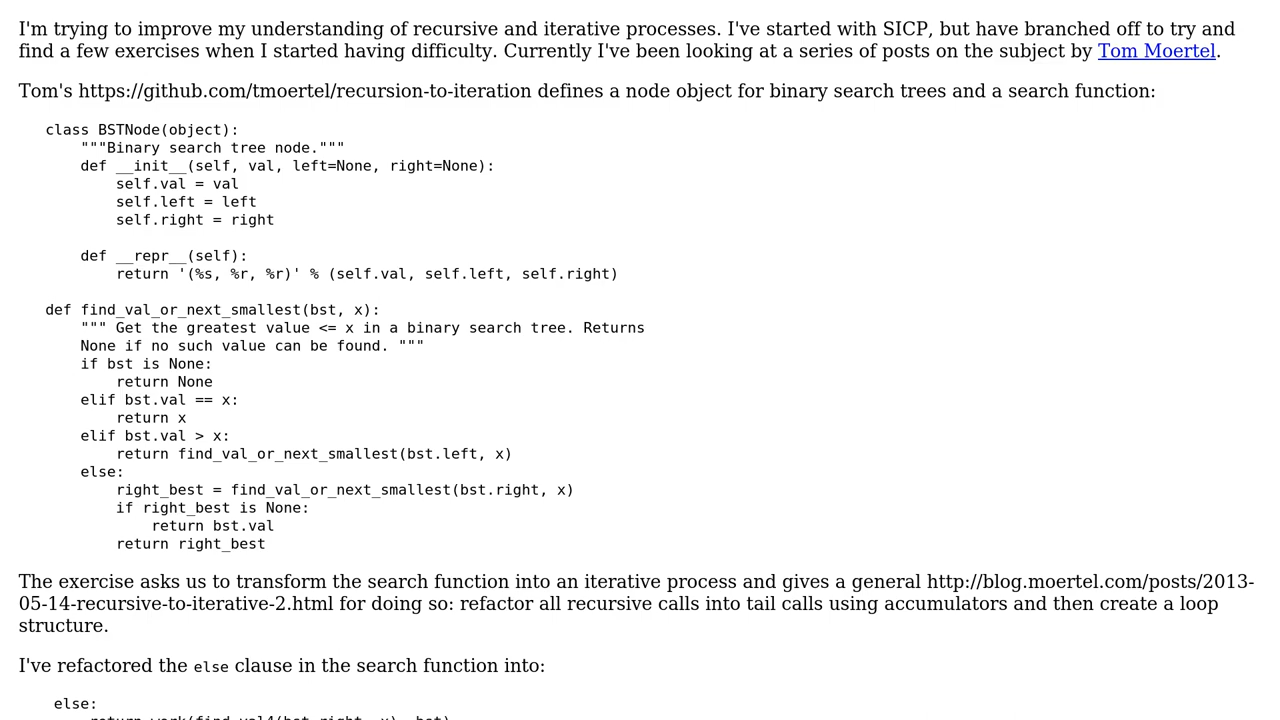 I'm trying to improve my understanding of recursive and iterative processes. I've started with SICP, but have branched off to try and
find a few exercises when I started having difficulty. Currently I've been looking at a series of posts on the subject by Tom Moertel.
Tom's https://github.com/tmoertel/recursion-to-iteration defines a node object for binary search trees and a search function:
class BSTNode(object):
    """Binary search tree node."""
    def __init__(self, val, left=None, right=None):
        self.val = val
        self.left = left
        self.right = right
    def __repr__(self):
        return '(%s, %r, %r)' % (self.val, self.left, self.right)
def find_val_or_next_smallest(bst, x):
    """ Get the greatest value <= x in a binary search tree. Returns
    None if no such value can be found. """
    if bst is None:
        return None
    elif bst.val == x:
        return x
    elif bst.val > x:
        return find_val_or_next_smallest(bst.left, x)
    else:
        right_best = find_val_or_next_smallest(bst.right, x)
        if right_best is None:
            return bst.val
        return right_best
The exercise asks us to transform the search function into an iterative process and gives a general http://blog.moertel.com/posts/2013-
05-14-recursive-to-iterative-2.html for doing so: refactor all recursive calls into tail calls using accumulators and then create a loop
structure.
I've refactored the else clause in the search function into:
else:
    return work(find_val4(bst.right, x), bst)